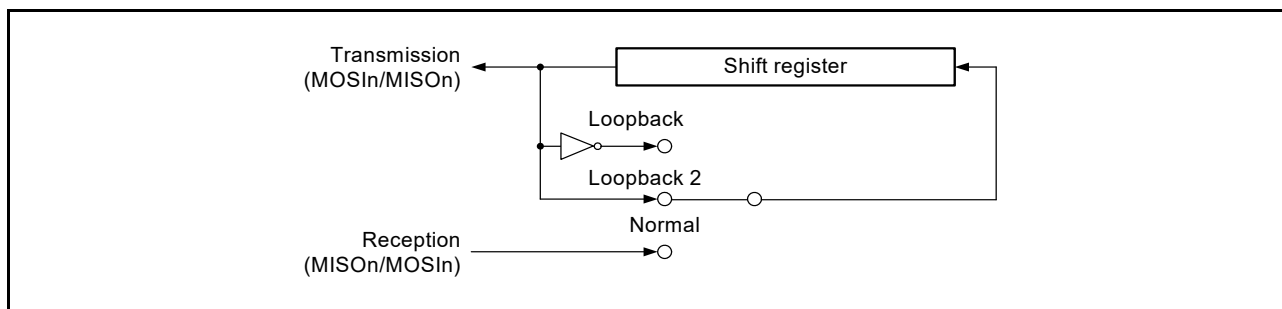 Transmission
(MOSIn/MISOn)
Shift register
Loopback
Loopback 2
Normal
Reception
(MISOn/MOSIn)